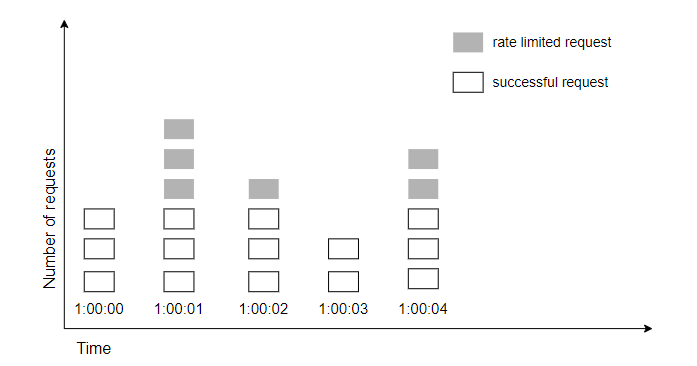 rate limited request
successful request
Number of requests
1:00:00 1:00:01 1:00:02 1:00:03 1:00:04
Time